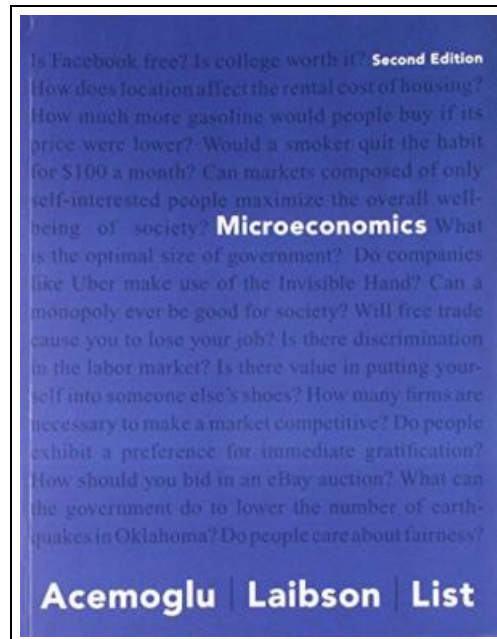 Is Facebook free? Is college worth it? Second Edition
How does location affect the rental cost of housing?
How much more gasoline would people buy if its
price were lower? Would a smoker quit the habit
for $100 a month? Can markets composed of only
self-interested people maximize the overall well-
being of society? Microeconomics What
is the optimal size of government? Do companies
like Uber make use of the Invisible Hand? Can a
monopoly ever be good for society? Will free trade
cause you to lose your job? Is there discrimination
in the labor market? Is there value in putting your-
self into someone else's shoes? How many firms are
necessary to make a market competitive? Do people
exhibit a preference for immediate gratification?
How should you bid in an eBay auction? What can
the government do to lower the number of earth-
quakes in Oklahoma? Do people care about fairness?
Acemoglu | Laibson | List